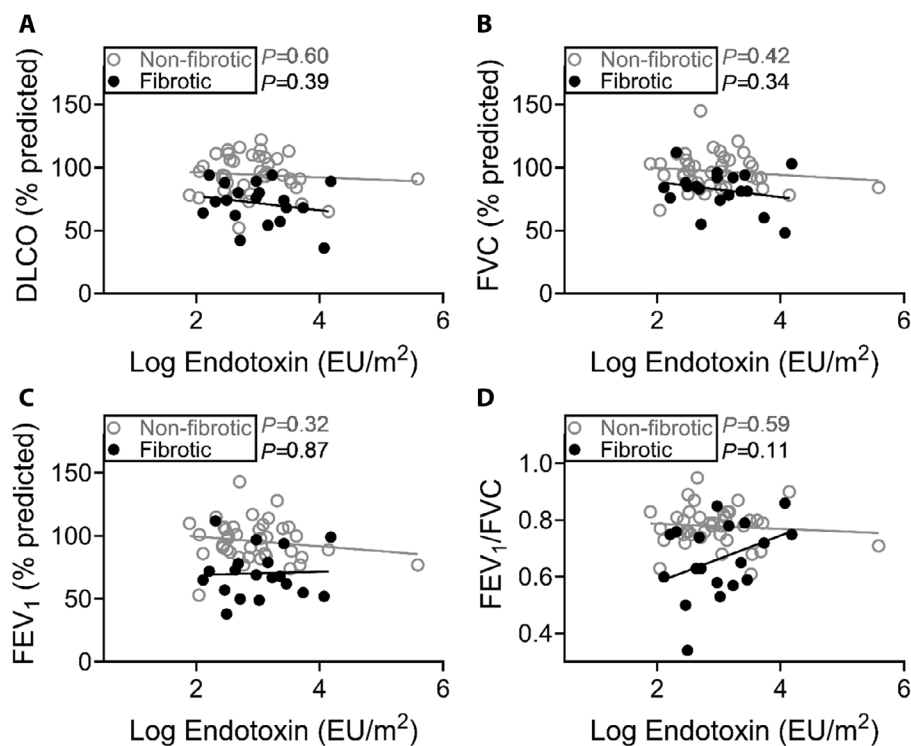 A
Non-fibrotic P=0.60
Fibrotic P=0.39
150
100
50
0
DLCO (% predicted)
2 4 6
Log Endotoxin (EU/m²)
B
Non-fibrotic P=0.42
Fibrotic P=0.34
150
100
50
0
FVC (% predicted)
2 4 6
Log Endotoxin (EU/m²)
C
Non-fibrotic P=0.32
Fibrotic P=0.87
150
100
50
0
FEV₁ (% predicted)
2 4 6
Log Endotoxin (EU/m²)
D
Non-fibrotic P=0.59
Fibrotic P=0.11
1.0
0.8
0.6
0.4
FEV₁/FVC
2 4 6
Log Endotoxin (EU/m²)